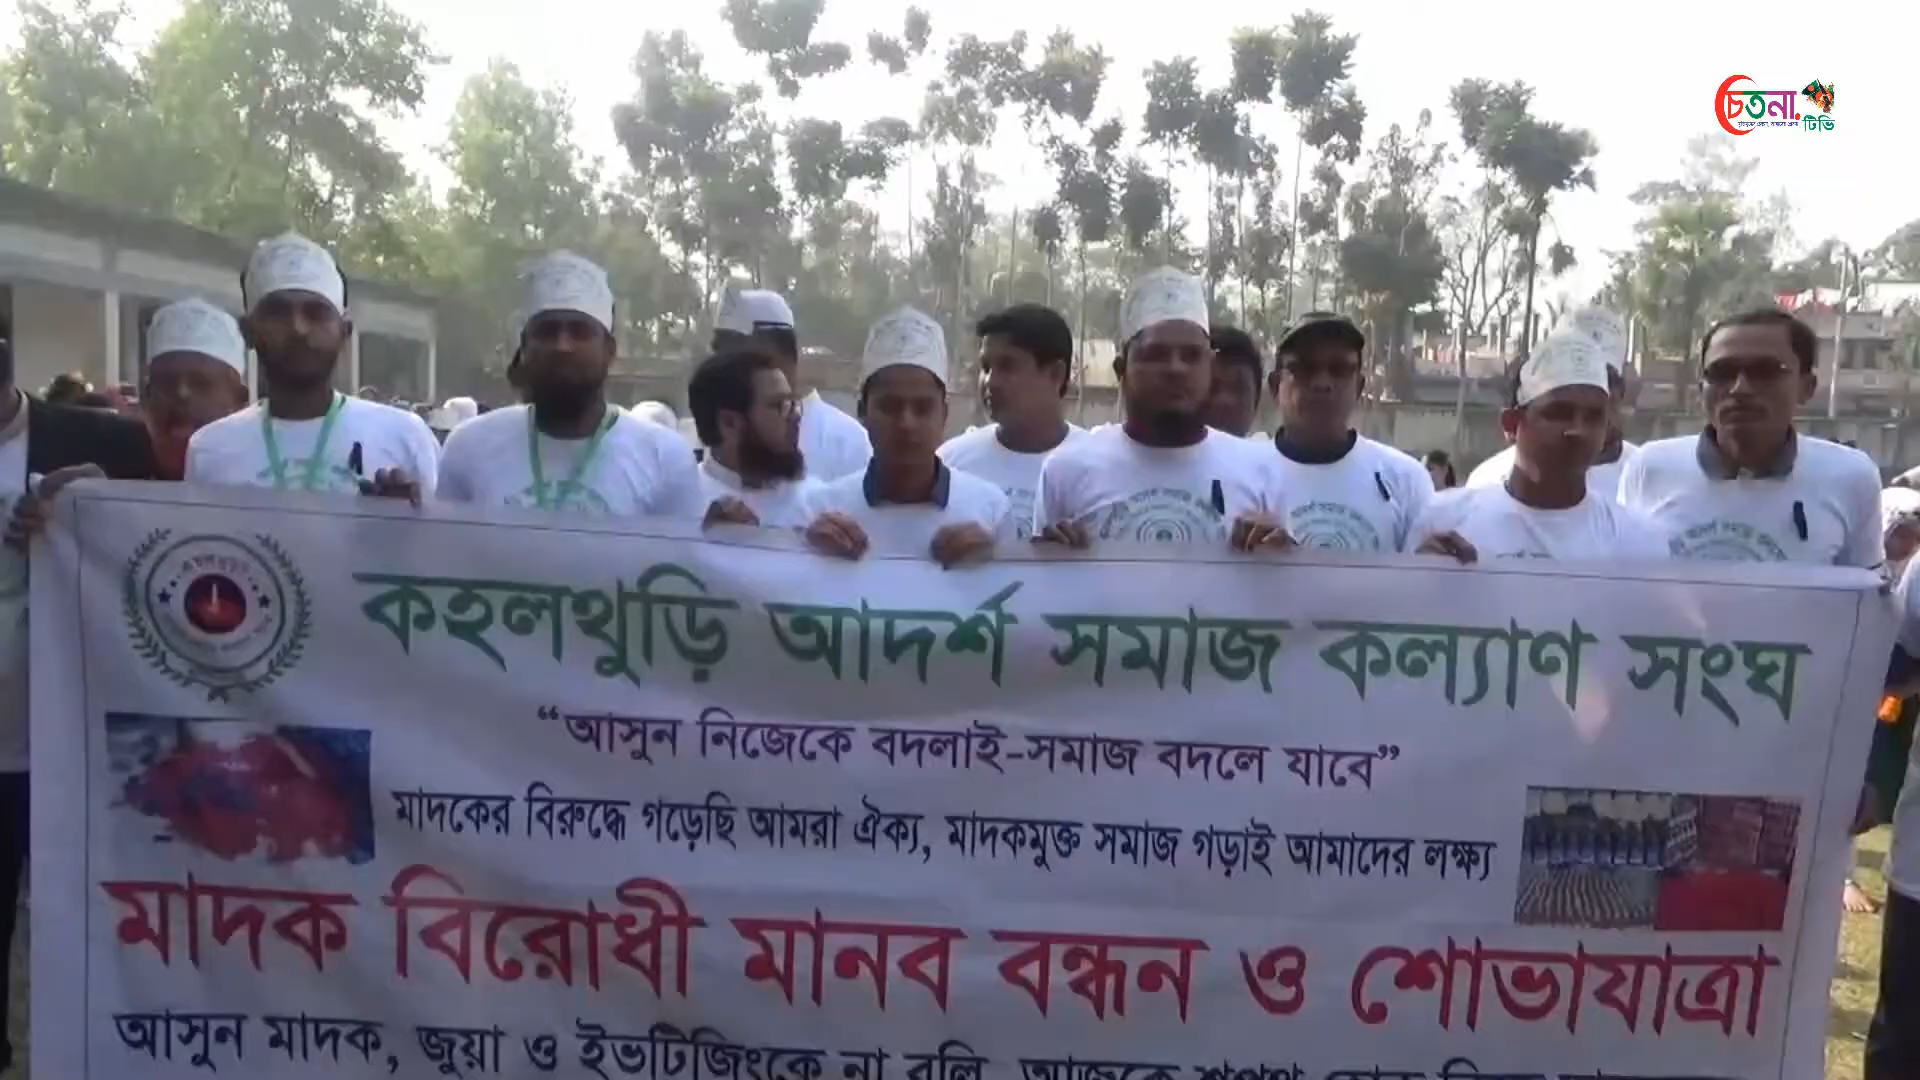 চেতনা.
টিভি
কহলথুড়ি আদর্শ সমাজ কল্যাণ সংঘ
“আসুন নিজেকে বদলাই-সমাজ বদলে যাবে”
মাদকের বিরুদ্ধে গড়েছি আমরা ঐক্য, মাদকমুক্ত সমাজ গড়াই আমাদের লক্ষ্য
মাদক বিরোধী মানব বন্ধন ও শোভাযাত্রা
আসুন মাদক, জুয়া ও ইভটিজিংকে না বলি